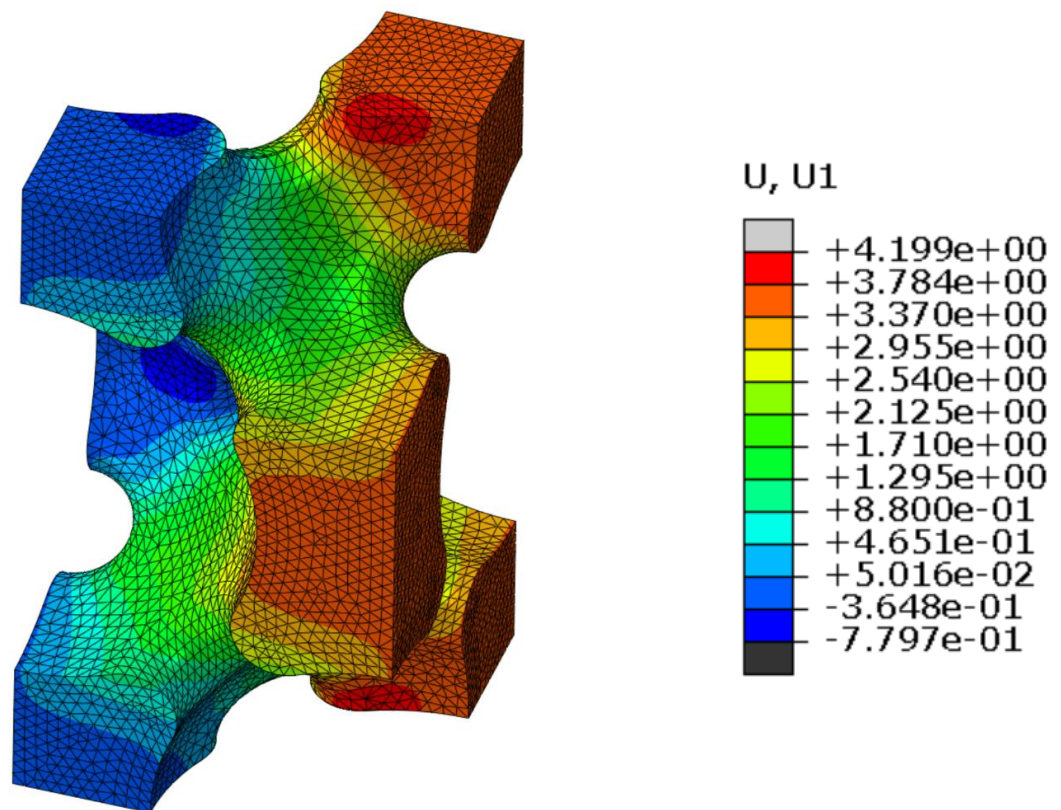 U, U1
+4.199e+00
+3.784e+00
+3.370e+00
+2.955e+00
+2.540e+00
+2.125e+00
+1.710e+00
+1.295e+00
+8.800e-01
+4.651e-01
+5.016e-02
-3.648e-01
-7.797e-01